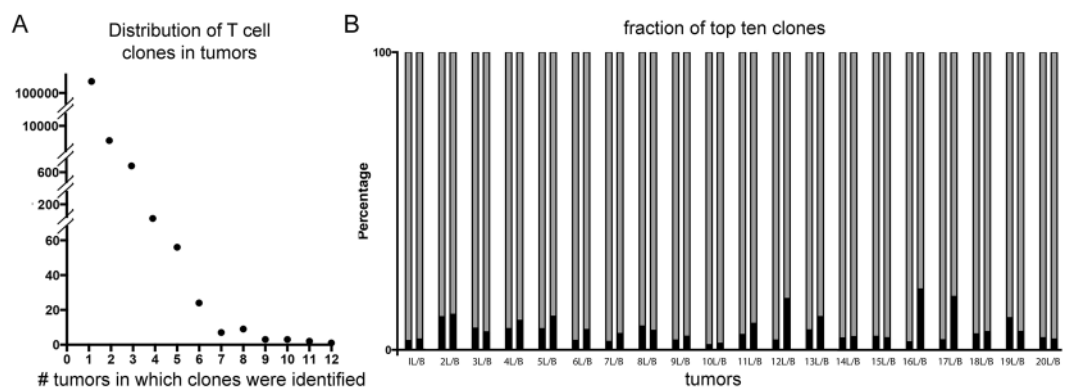 A
Distribution of T cell
clones in tumors
100000
10000
600
200
60
40
20
0
0 1 2 3 4 5 6 7 8 9 10 11 12
# tumors in which clones were identified
B
fraction of top ten clones
100
Percentage
0
1L/B 2L/B 3L/B 4L/B 5L/B 6L/B 7L/B 8L/B 9L/B 10L/B 11L/B 12L/B 13L/B 14L/B 15L/B 16L/B 17L/B 18L/B 19L/B 20L/B
tumors